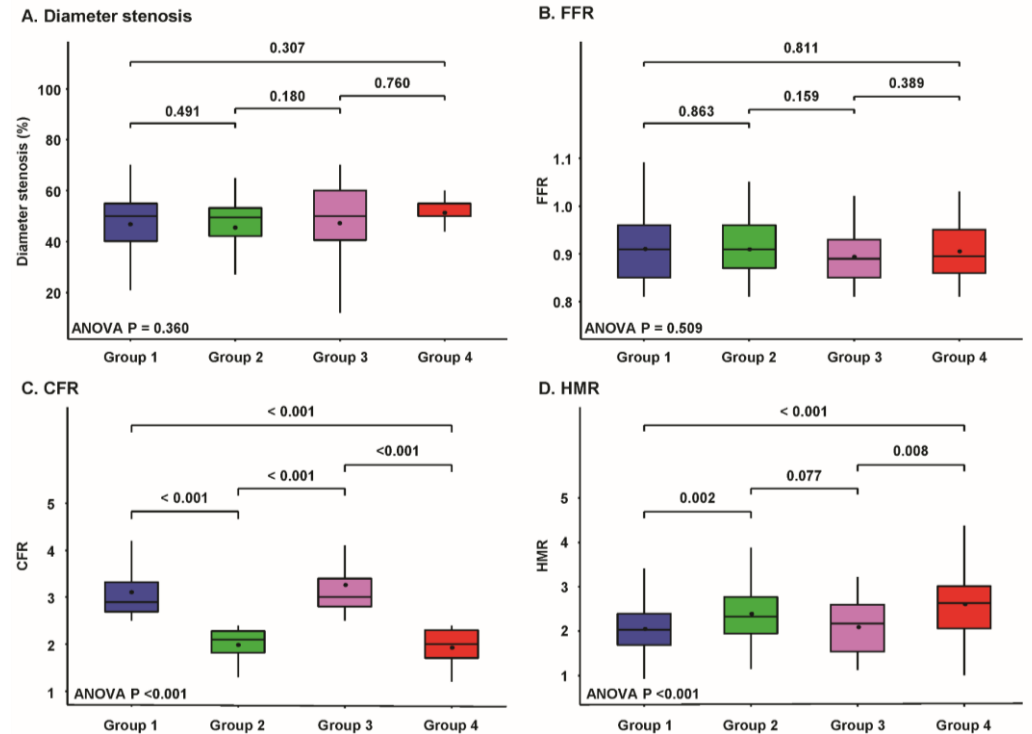 A. Diameter stenosis
0.307
0.760
0.180
0.491
100
80
60
40
20
Diameter stenosis (%)
ANOVA P = 0.360
Group 1 Group 2 Group 3 Group 4
B. FFR
0.811
0.389
0.159
0.863
1.1
1.0
0.9
0.8
FFR
ANOVA P = 0.509
Group 1 Group 2 Group 3 Group 4
C. CFR
< 0.001
<0.001
< 0.001
< 0.001
5
4
3
2
1
CFR
ANOVA P <0.001
Group 1 Group 2 Group 3 Group 4
D. HMR
< 0.001
0.008
0.077
0.002
5
4
3
2
1
HMR
ANOVA P <0.001
Group 1 Group 2 Group 3 Group 4